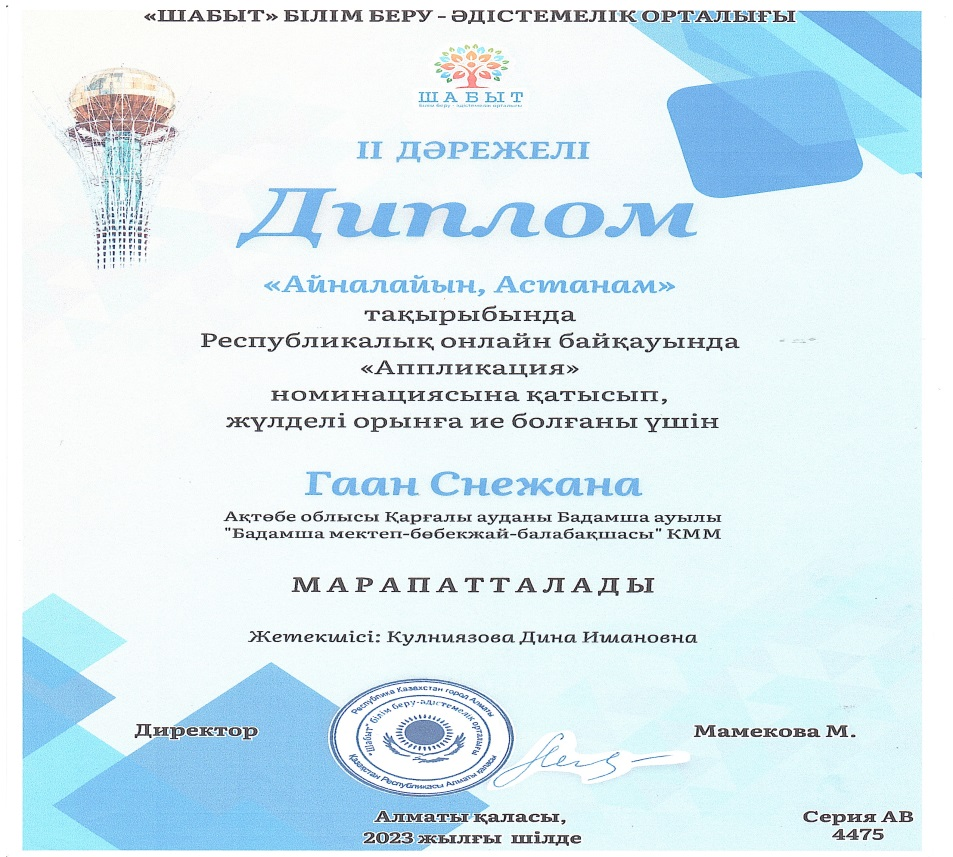 «ШАБЫТ» БІЛІМ БЕРУ - ӘДІСТЕМЕЛІК ОРТАЛЫҒЫ
ШАБЫТ
білім беру - әдістемелік орталығы
II ДӘРЕЖЕЛІ
Диплом
«Айналайын, Астанам»
тақырыбында
Республикалық онлайн байқауында
«Аппликация»
номинациясына қатысып,
жүлделі орынға ие болғаны үшін
Гаан Снежана
Ақтөбе облысы Қарғалы ауданы Бадамша ауылы
"Бадамша мектеп-бөбекжай-балабақшасы" КММ
МАРАПАТТАЛАДЫ
Жетекшісі: Кулниязова Дина Ишановна
Республика Казахстан город Алматы
"Шабыт" білім беру-әдістемелік орталығы
Қазақстан Республикасы Алматы қаласы
Директор
Мамекова М.
Алматы қаласы,
2023 жылғы шілде
Серия АВ
4475